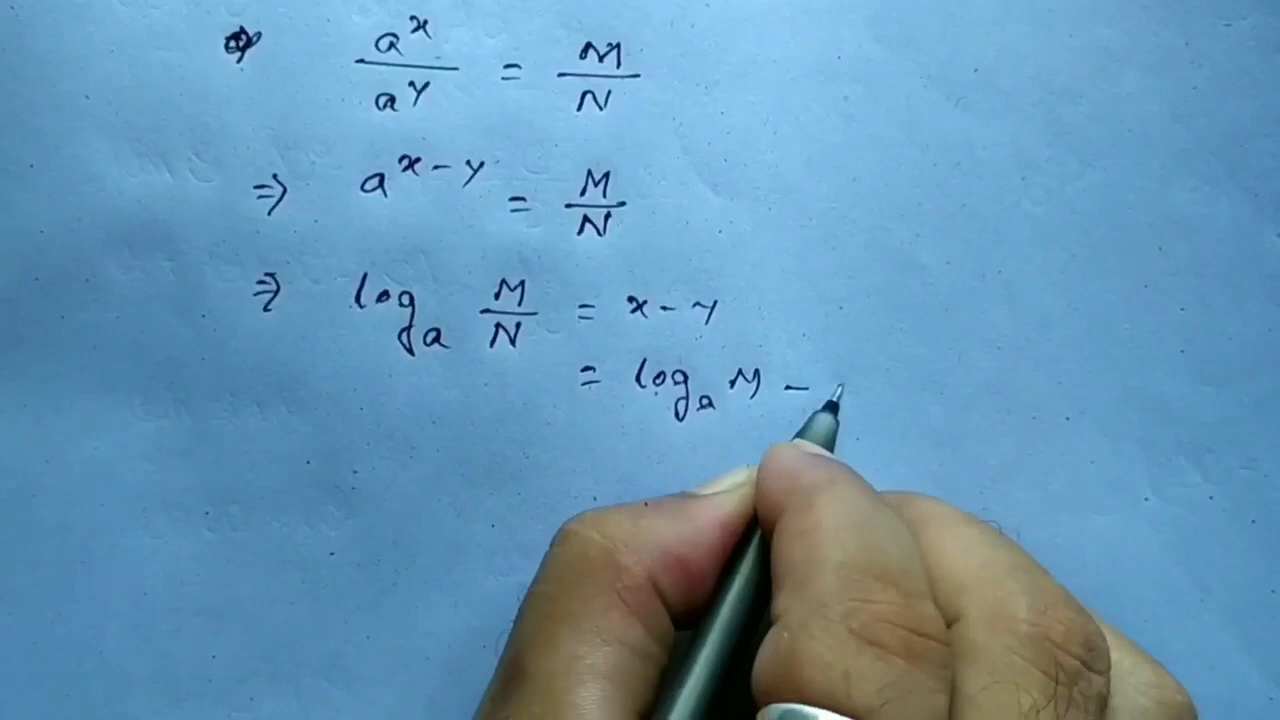 a^x / a^y = M / N
⇒ a^(x-y) = M / N
⇒ log_a M / N = x - y
= log_a M -